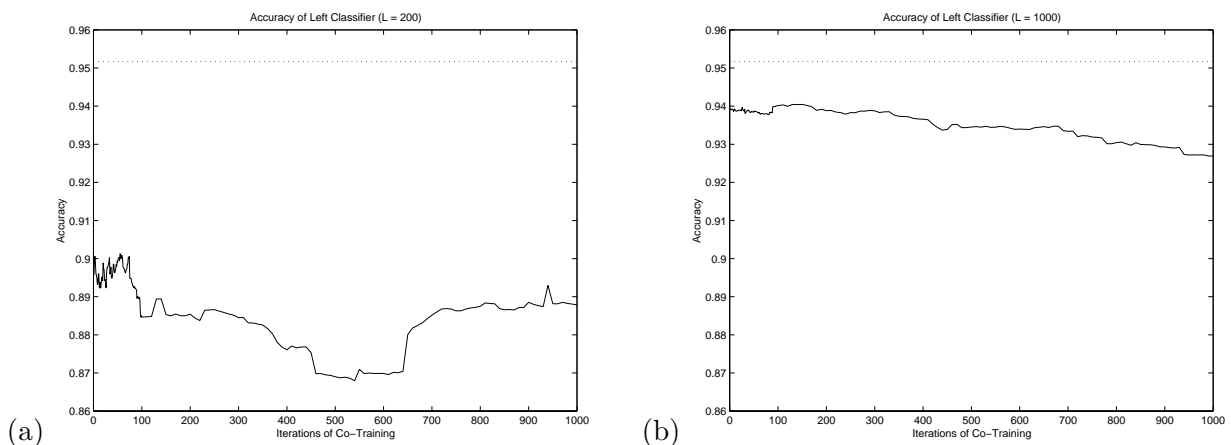 Accuracy of Left Classifier (L = 200)
0.96
0.95
0.94
0.93
0.92
0.91
0.9
0.89
0.88
0.87
0.86
Accuracy
0 100 200 300 400 500 600 700 800 900 1000
Iterations of Co−Training
(a)
Accuracy of Left Classifier (L = 1000)
0.96
0.95
0.94
0.93
0.92
0.91
0.9
0.89
0.88
0.87
0.86
Accuracy
0 100 200 300 400 500 600 700 800 900 1000
Iterations of Co−Training
(b)